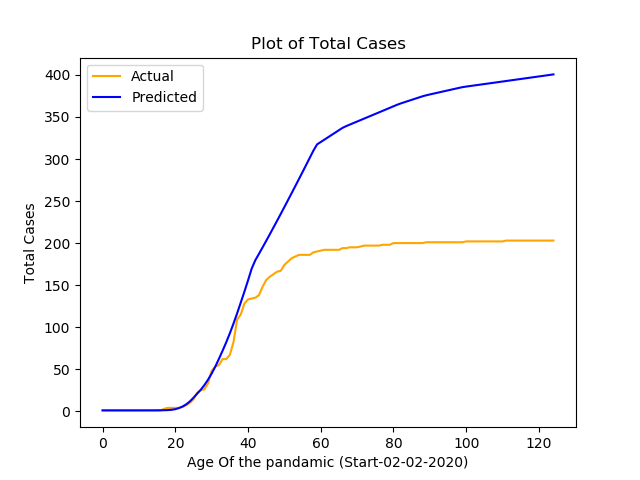 Plot of Total Cases
Actual
Predicted
400
350
300
250
200
150
100
50
0
Total Cases
0 20 40 60 80 100 120
Age Of the pandamic (Start-02-02-2020)